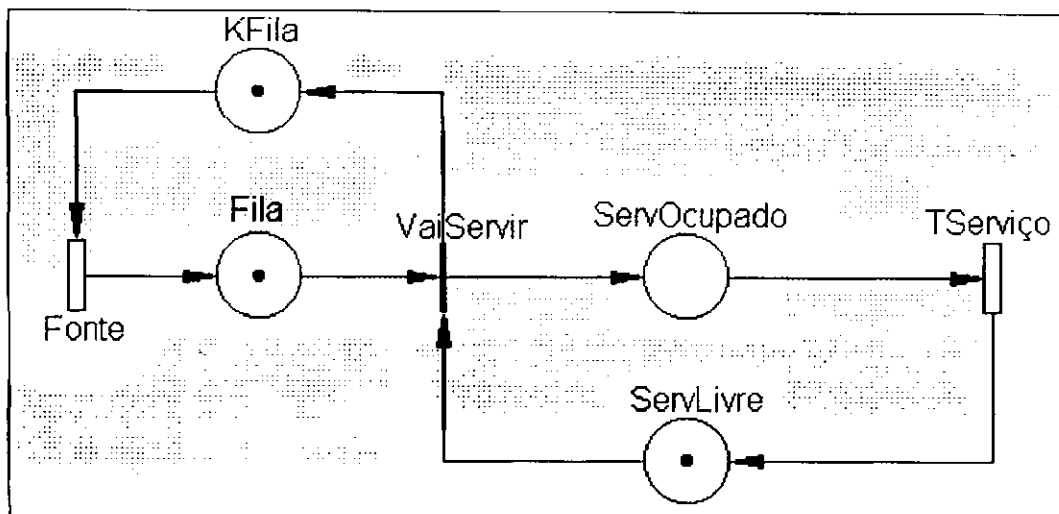 KFila
Fila
VaiServir
ServOcupado
TServiço
Fonte
ServLivre